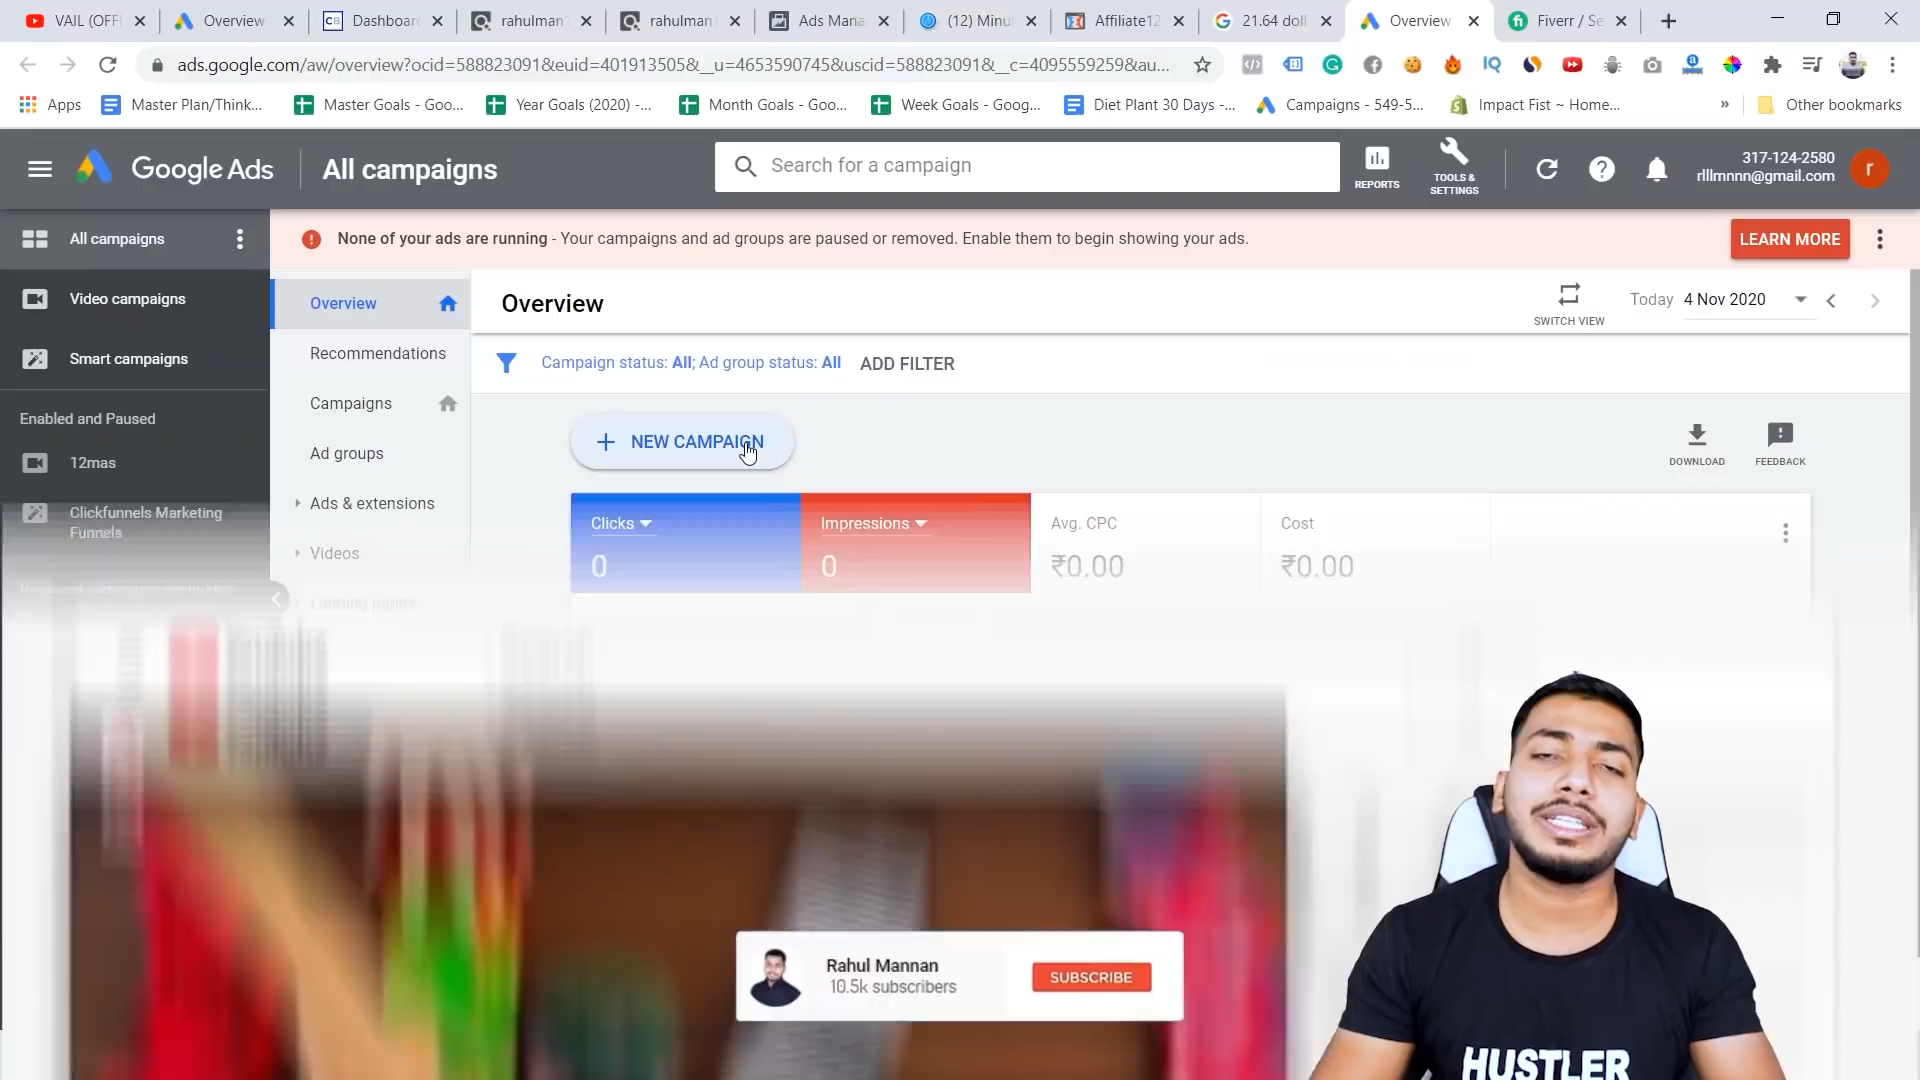 VAIL (OFF
Overview
Dashboar
rahulman
rahulman
Ads Mana
(12) Minu
Affiliate12
21.64 doll
Overview
Fiverr / Se
ads.google.com/aw/overview?ocid=588823091&euid=401913505&__u=4653590745&uscid=588823091&__c=4095559259&au...
Apps
Master Plan/Think...
Master Goals - Goo...
Year Goals (2020) -...
Month Goals - Goo...
Week Goals - Goog...
Diet Plant 30 Days -...
Campaigns - 549-5...
Impact Fist ~ Home...
»
Other bookmarks
Google Ads
All campaigns
Search for a campaign
REPORTS
TOOLS &
SETTINGS
317-124-2580
rlllmnnn@gmail.com
r
All campaigns
None of your ads are running - Your campaigns and ad groups are paused or removed. Enable them to begin showing your ads.
LEARN MORE
Video campaigns
Smart campaigns
Enabled and Paused
12mas
Clickfunnels Marketing
Funnels
Overview
Recommendations
Campaigns
Ad groups
Ads & extensions
Videos
Landing pages
Overview
SWITCH VIEW
Today 4 Nov 2020
Campaign status: All; Ad group status: All ADD FILTER
+ NEW CAMPAIGN
DOWNLOAD
FEEDBACK
Clicks
0
Impressions
0
Avg. CPC
₹0.00
Cost
₹0.00
Rahul Mannan
10.5k subscribers
SUBSCRIBE
HUSTLER